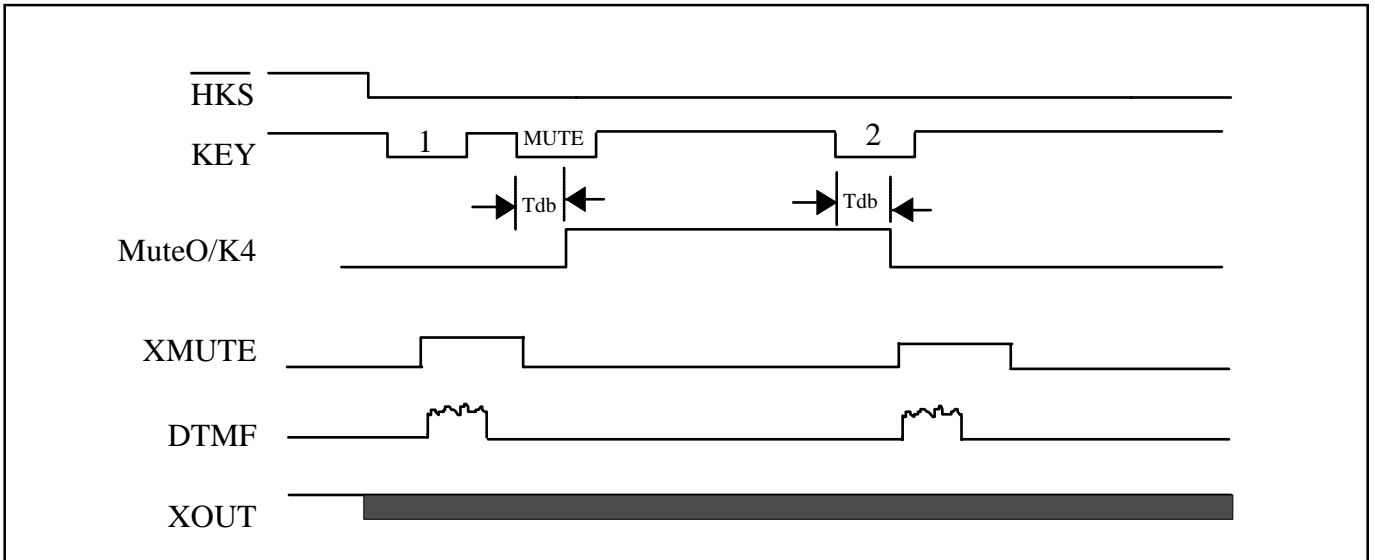 HKS
KEY 1 MUTE 2
Tdb Tdb
MuteO/K4
XMUTE
DTMF
XOUT